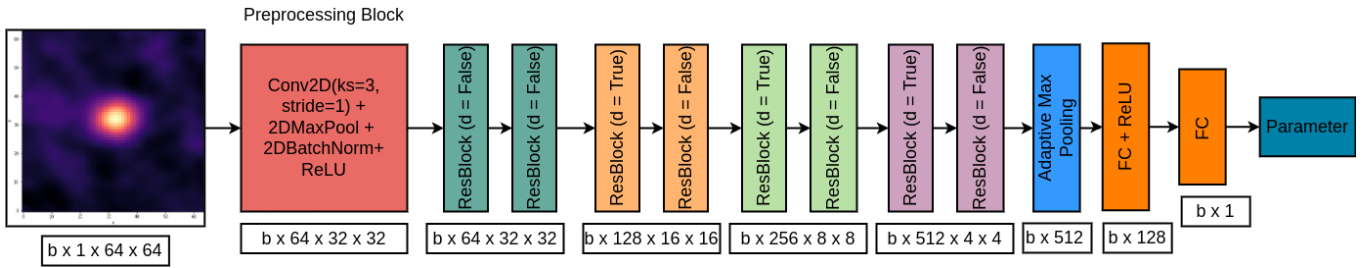 Preprocessing Block
Conv2D(ks=3,
stride=1) +
2DMaxPool +
2DBatchNorm+
ReLU
ResBlock (d = False)
ResBlock (d = False)
ResBlock (d = True)
ResBlock (d = False)
ResBlock (d = True)
ResBlock (d = False)
ResBlock (d = True)
ResBlock (d = False)
Adaptive Max
Pooling
FC + ReLU
FC
Parameter
b x 1 x 64 x 64
b x 64 x 32 x 32
b x 64 x 32 x 32
b x 128 x 16 x 16
b x 256 x 8 x 8
b x 512 x 4 x 4
b x 512
b x 128
b x 1